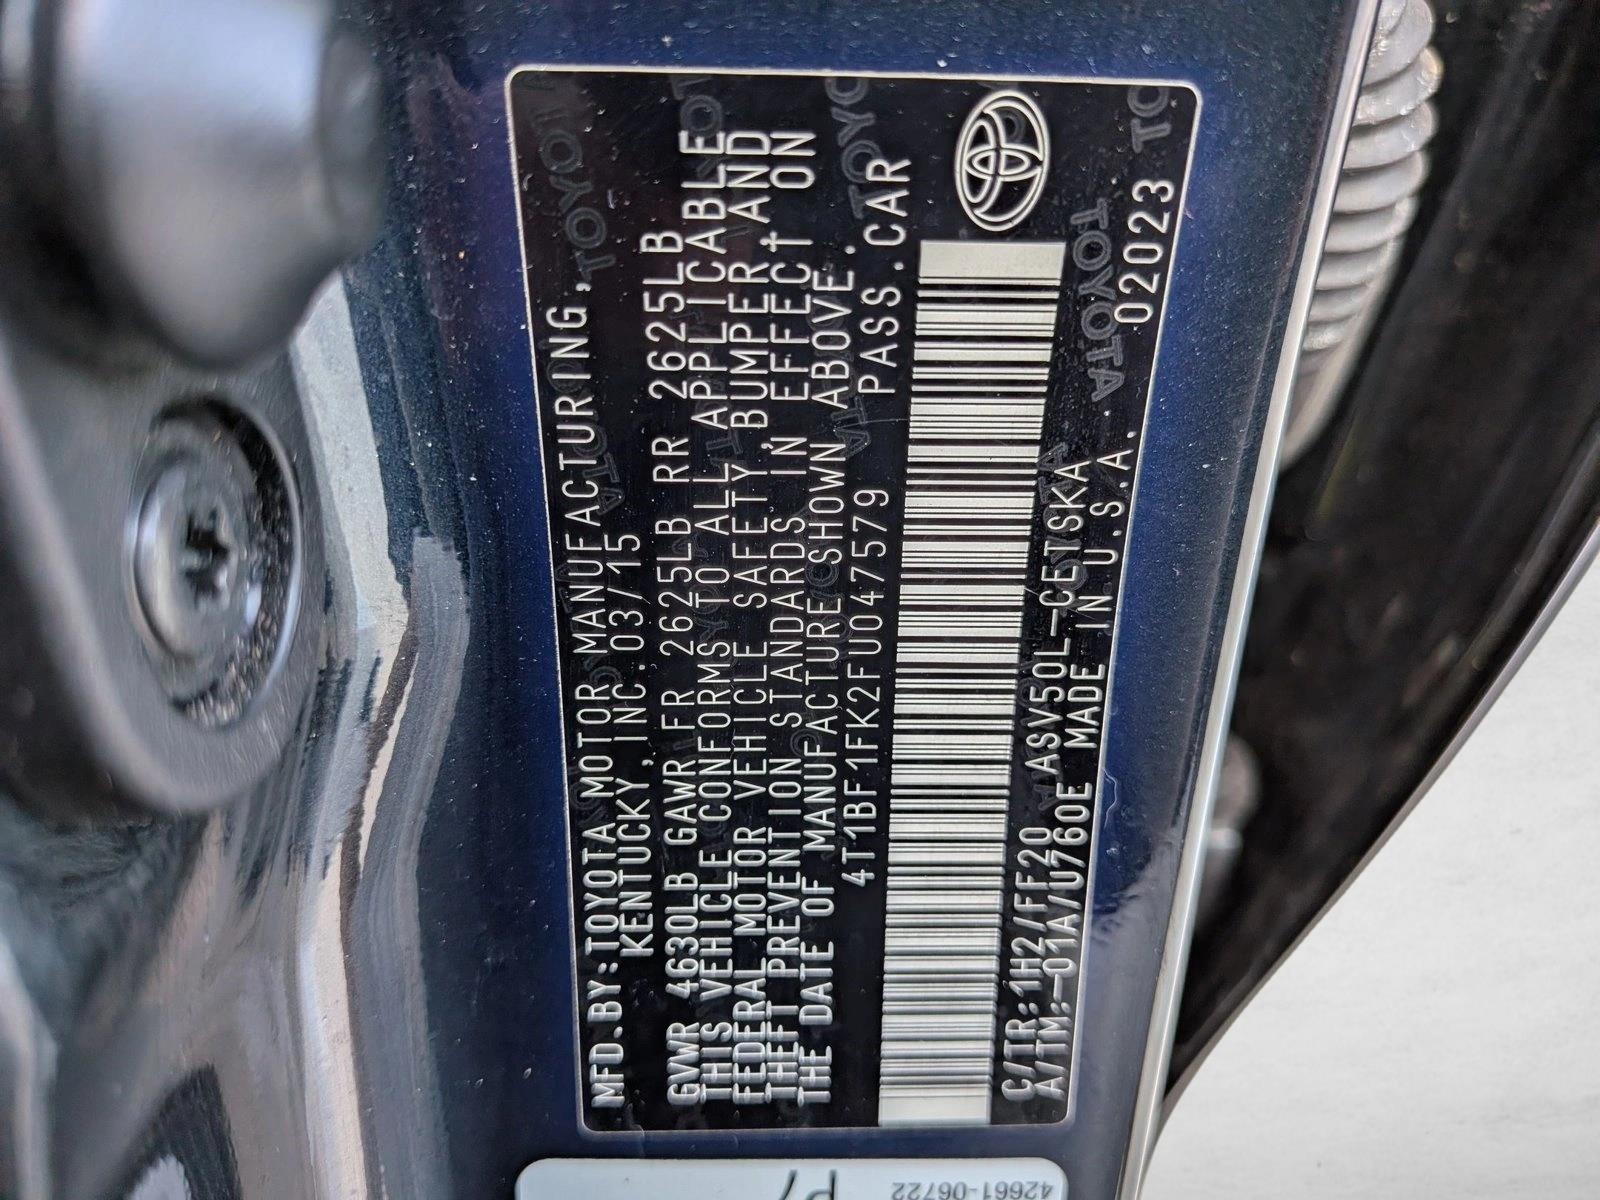 MFD.BY:TOYOTA MOTOR MANUFACTURING,
KENTUCKY,INC.03/15
GVWR 4630LB GAWR|FR 2625LB RR 2625LB
THIS VEHICLE CONFORMS TO ALL APPLICABLE
FEDERAL MOTOR VEHICLE SAFETY, BUMPER AND
THEFT PREVENTION STANDARDS IN EFFECT ON
THE DATE OF MANUFACTURE SHOWN ABOVE.
4T1BF1FK2FU047579 PASS.CAR
C/TR:1H2/FF20 ASV50L-CETSKA
A/TM:-01A/U760E MADE IN U.S.A.
02023
TOYOTA
42661-06722